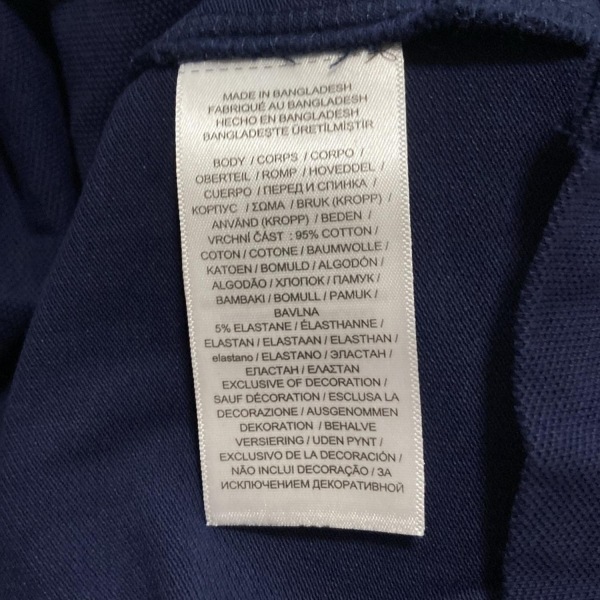 MADE IN BANGLADESH
FABRIQUÉ AU BANGLADESH
HECHO EN BANGLADESH
BANGLADEŞ'TE ÜRETİLMİŞTİR
BODY / CORPS / CORPO /
OBERTEIL / ROMP / HOVEDDEL /
CUERPO / ПЕРЕД И СПИНКА /
КОРПУС / ΣΩΜΑ / BRUK (KROPP) /
ANVÄND (KROPP) / BEDEN /
VRCHNÍ ČÁST : 95% COTTON /
COTON / COTONE / BAUMWOLLE /
KATOEN / BOMULD / ALGODÓN /
ALGODÃO / ХЛОПОК / ПАМУК /
BAMBAKI / BOMULL / PAMUK /
BAVLNA
5% ELASTANE / ÉLASTHANNE /
ELASTAN / ELASTAAN / ELASTHAN /
elastano / ELASTANO / ЭЛАСТАН /
ЕЛАСТАН / ΕΛΑΣΤΑΝ
EXCLUSIVE OF DECORATION /
SAUF DÉCORATION / ESCLUSA LA
DECORAZIONE / AUSGENOMMEN
DEKORATION / BEHALVE
VERSIERING / UDEN PYNT /
EXCLUSIVO DE LA DECORACIÓN /
NÃO INCLUI DECORAÇÃO / ЗА
ИСКЛЮЧЕНИЕМ ДЕКОРАТИВНОЙ